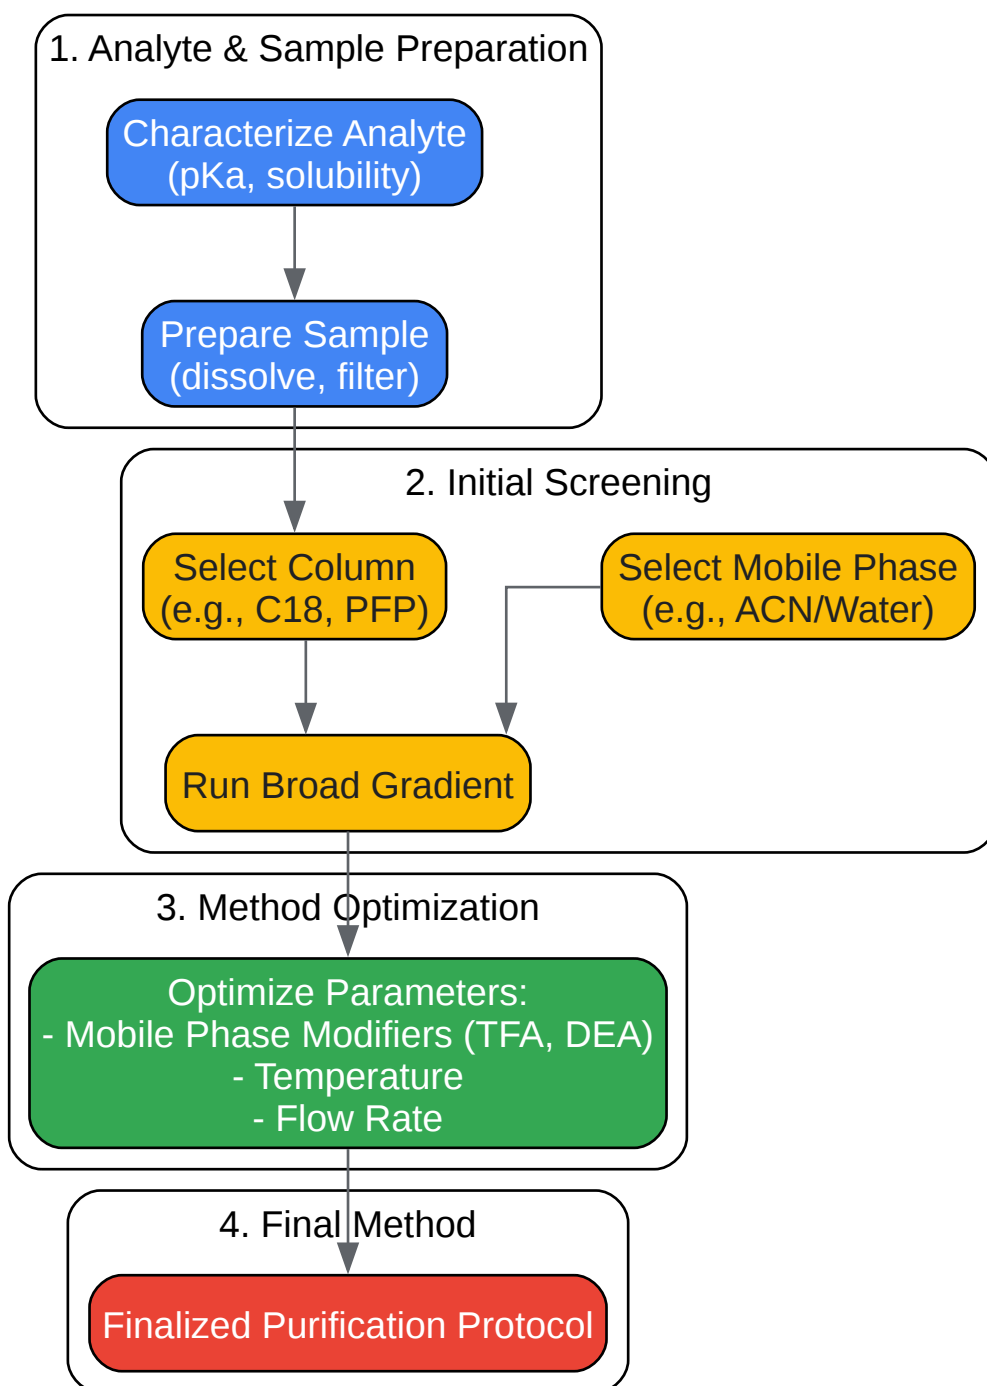 1. Analyte & Sample Preparation
Characterize Analyte
(pKa, solubility)
Prepare Sample
(dissolve, filter)
2. Initial Screening
Select Column
(e.g., C18, PFP)
Select Mobile Phase
(e.g., ACN/Water)
Run Broad Gradient
3. Method Optimization
Optimize Parameters:
- Mobile Phase Modifiers (TFA, DEA)
- Temperature
- Flow Rate
4. Final Method
Finalized Purification Protocol